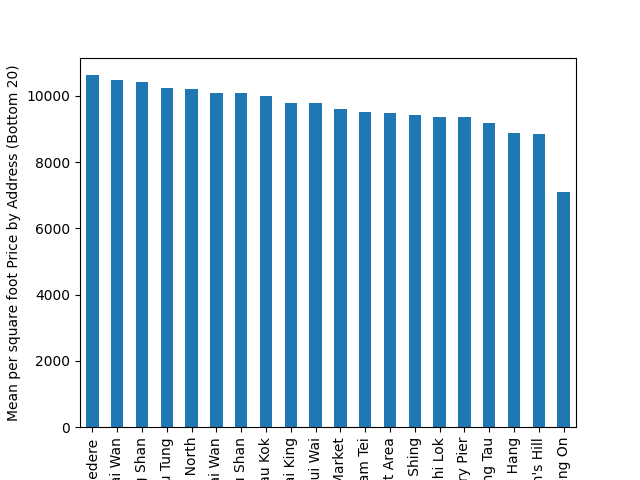 Mean per square foot Price by Address (Bottom 20)
10000
8000
6000
4000
2000
0
edere
ai Wan
Shan
Tung
North
ai Wan
Shan
au Kok
ai King
ui Wai
Market
am Tei
t Area
Shing
hi Lok
ry Pier
ng Tau
Hang
n's Hill
ng On